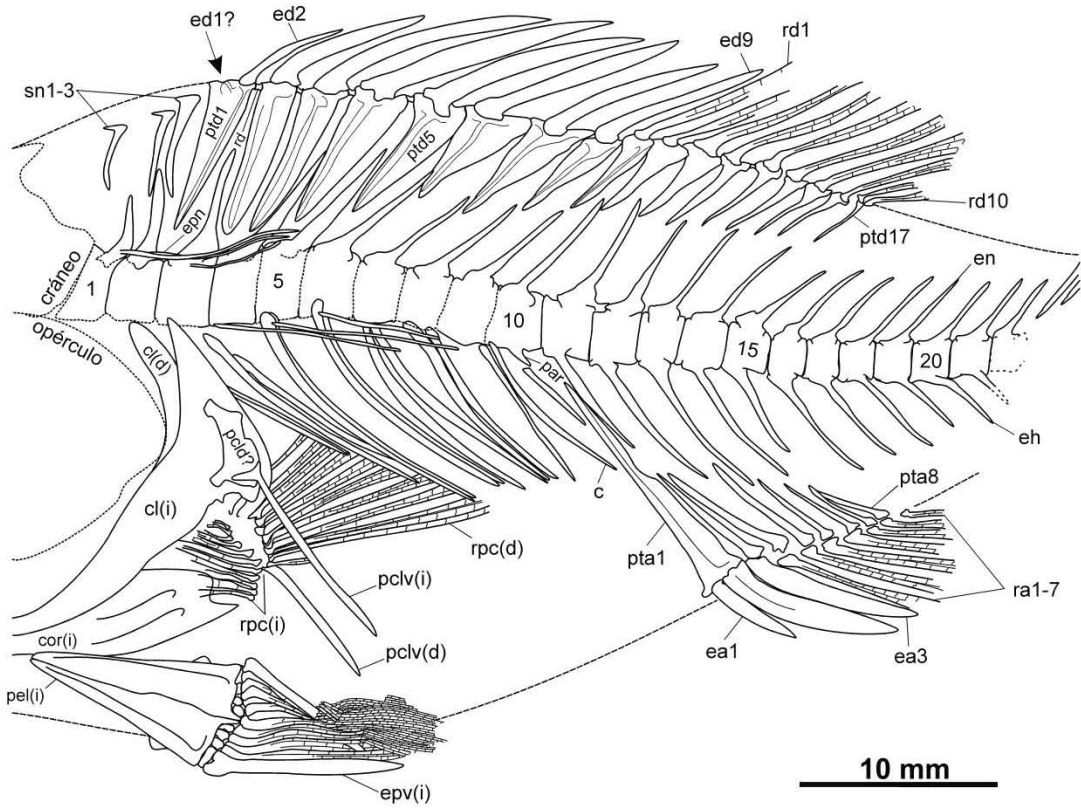 ed1?
ed2
ed9
rd1
sn1-3
ptd1
rd
ptd5
rd10
ptd17
epn
en
cráneo
1
5
10
15
20
opérculo
cl(d)
par
eh
pcld?
c
pta8
cl(i)
rpc(d)
pta1
pclv(i)
ra1-7
rpc(i)
pclv(d)
ea1
ea3
cor(i)
pel(i)
epv(i)
10 mm